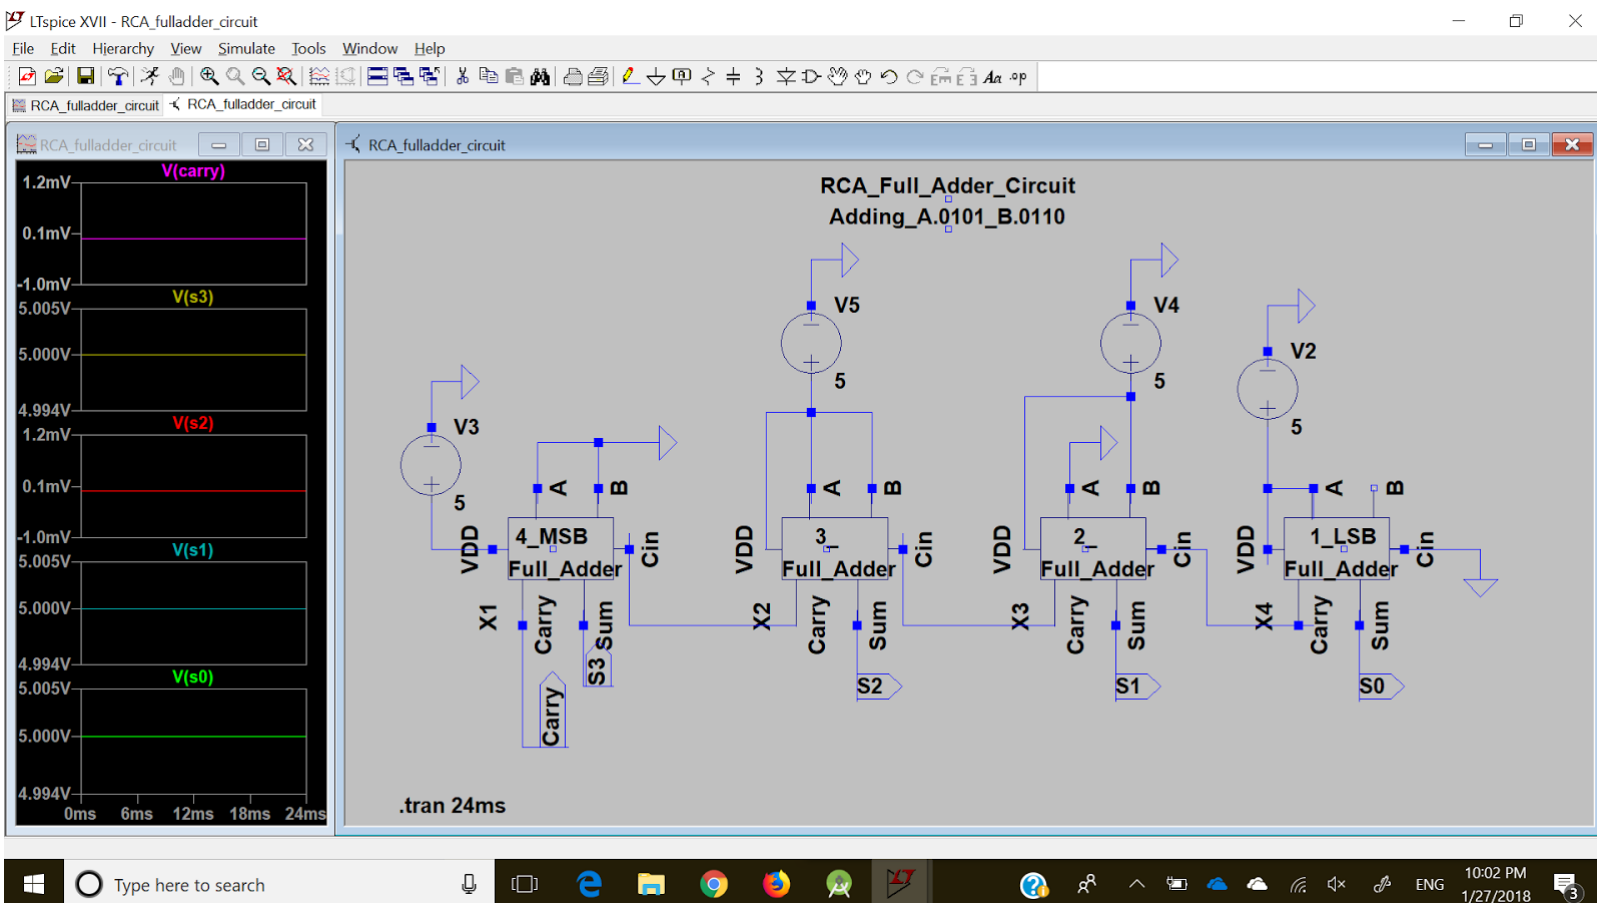 LTspice XVII - RCA_fulladder_circuit
File Edit Hierarchy View Simulate Tools Window Help
RCA_fulladder_circuit RCA_fulladder_circuit
RCA_fulladder_circuit
V(carry)
1.2mV
0.1mV
-1.0mV
V(s3)
5.005V
5.000V
4.994V
V(s2)
1.2mV
0.1mV
-1.0mV
V(s1)
5.005V
5.000V
4.994V
V(s0)
5.005V
5.000V
4.994V
0ms 6ms 12ms 18ms 24ms
RCA_fulladder_circuit
RCA_Full_Adder_Circuit
Adding_A.0101_B.0110
V5
5
V4
5
V2
5
V3
5
A B
VDD
4_MSB
Full_Adder
Cin
X1
Carry
Sum
S3
Carry
A B
VDD
3_
Full_Adder
Cin
X2
Carry
Sum
S2
A B
VDD
2_
Full_Adder
Cin
X3
Carry
Sum
S1
A B
VDD
1_LSB
Full_Adder
Cin
X4
Carry
Sum
S0
.tran 24ms
Type here to search
ENG
10:02 PM
1/27/2018
3